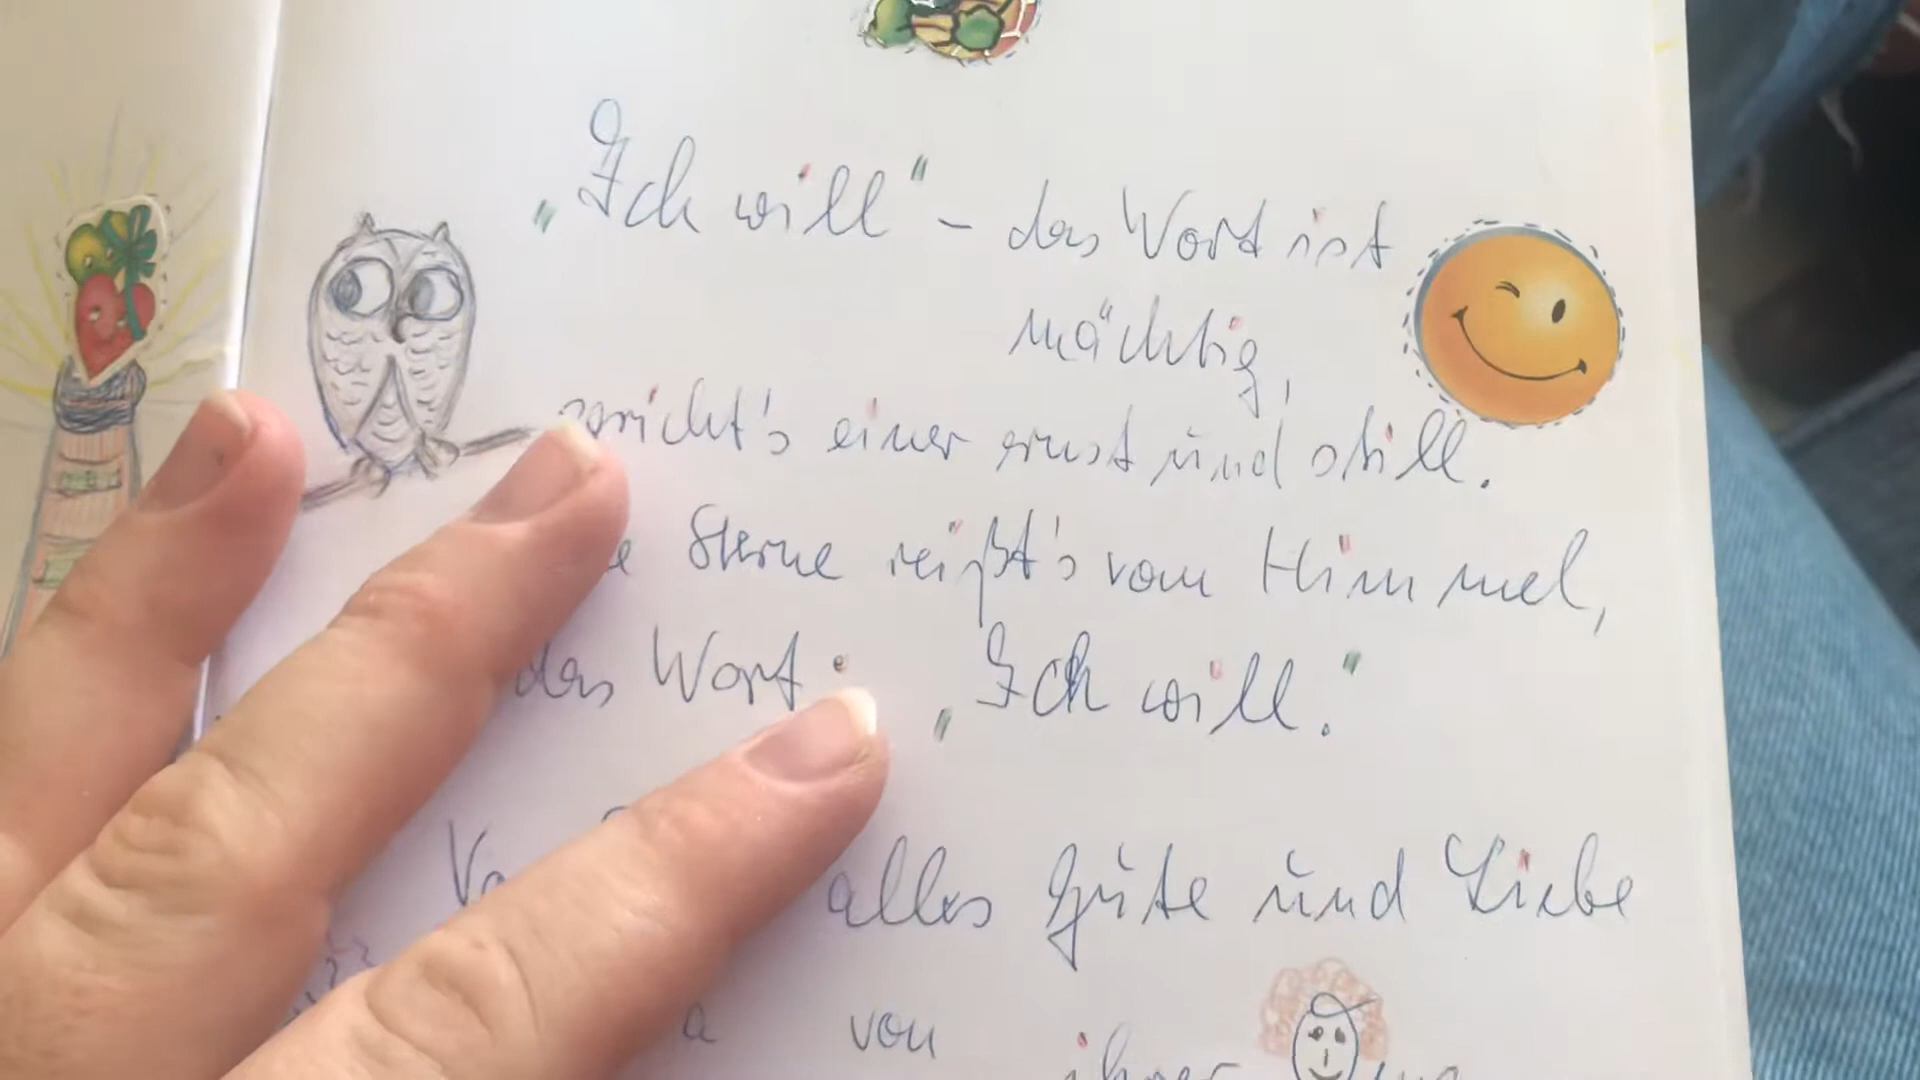 „Ich will" – das Wort ist
mächtig,
spricht's einer ernst und still.
Sterne reißt's vom Himmel,
das Wort: „Ich will."
alles Gute und Liebe
von ihrer